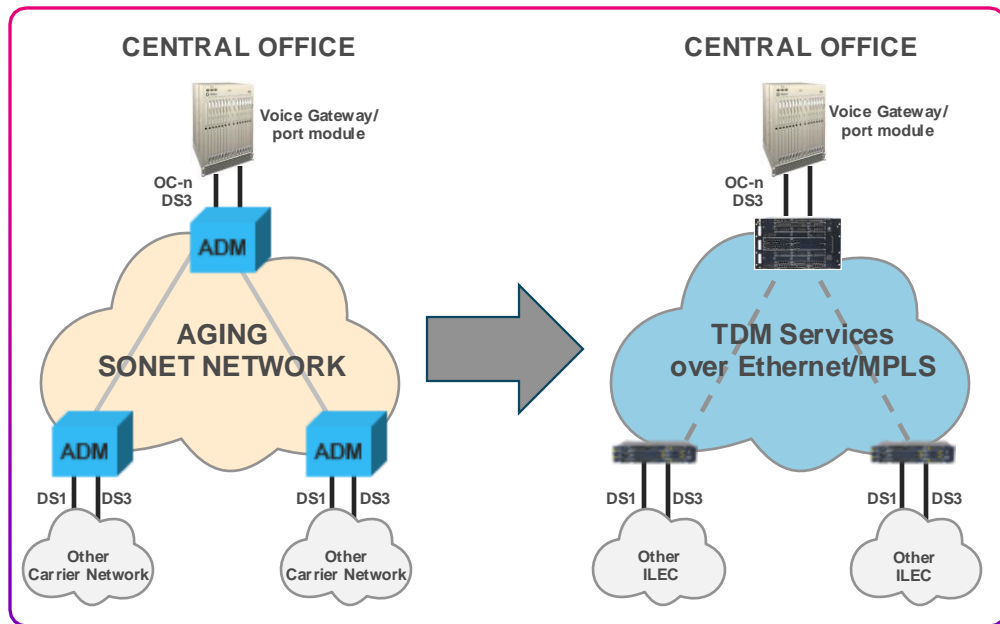 CENTRAL OFFICE
Voice Gateway/
port module
OC-n
DS3
ADM
AGING
SONET NETWORK
ADM
ADM
DS1
DS3
DS1
DS3
Other
Carrier Network
Other
Carrier Network
CENTRAL OFFICE
Voice Gateway/
port module
OC-n
DS3
TDM Services
over Ethernet/MPLS
DS1
DS3
DS1
DS3
Other
ILEC
Other
ILEC